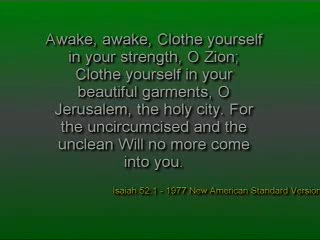 Awake, awake, Clothe yourself
in your strength, O Zion;
Clothe yourself in your
beautiful garments, O
Jerusalem, the holy city. For
the uncircumcised and the
unclean Will no more come
into you.
Isaiah 52:1 - 1977 New American Standard Version